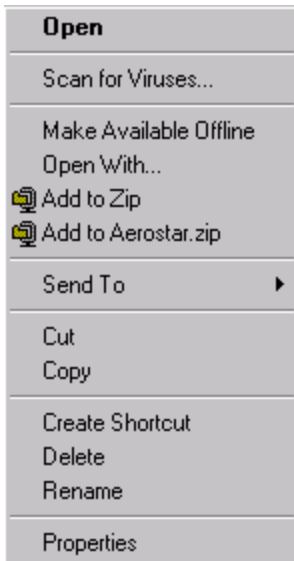 Open
Scan for Viruses...
Make Available Offline
Open With...
Add to Zip
Add to Aerostar.zip
Send To
Cut
Copy
Create Shortcut
Delete
Rename
Properties